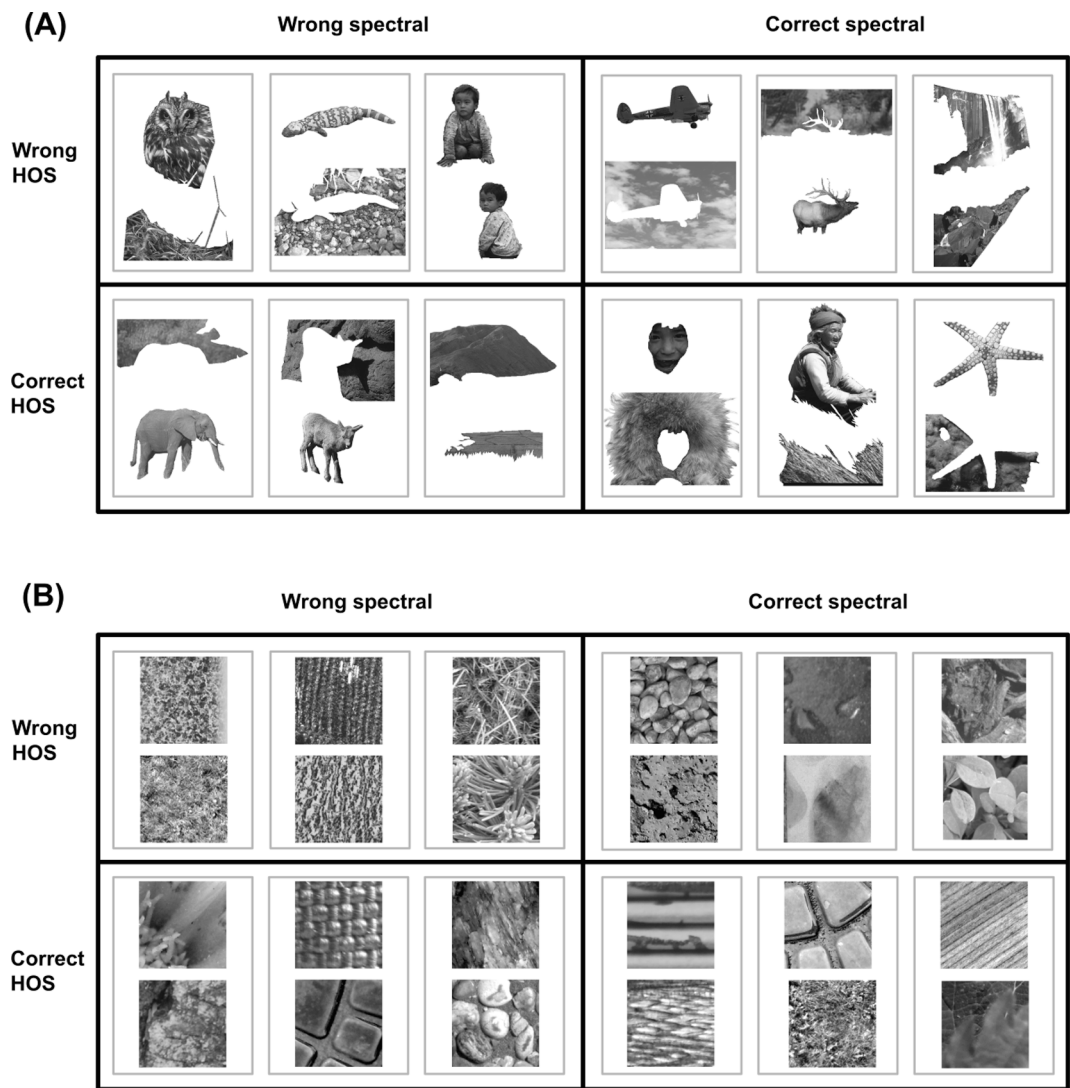 (A)
Wrong spectral
Correct spectral
Wrong
HOS
Correct
HOS
(B)
Wrong spectral
Correct spectral
Wrong
HOS
Correct
HOS